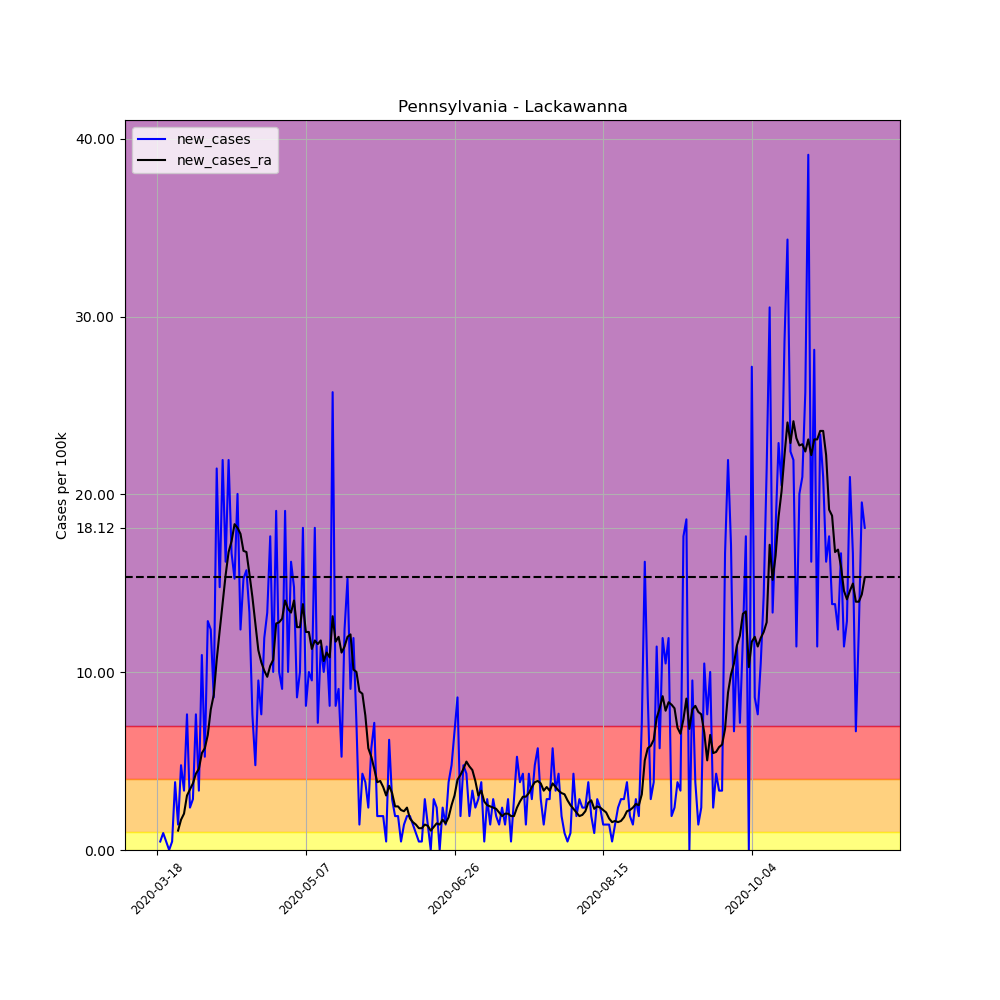 Pennsylvania - Lackawanna
new_cases
new_cases_ra
Cases per 100k
40.00
30.00
20.00
18.12
10.00
0.00
2020-03-18
2020-05-07
2020-06-26
2020-08-15
2020-10-04